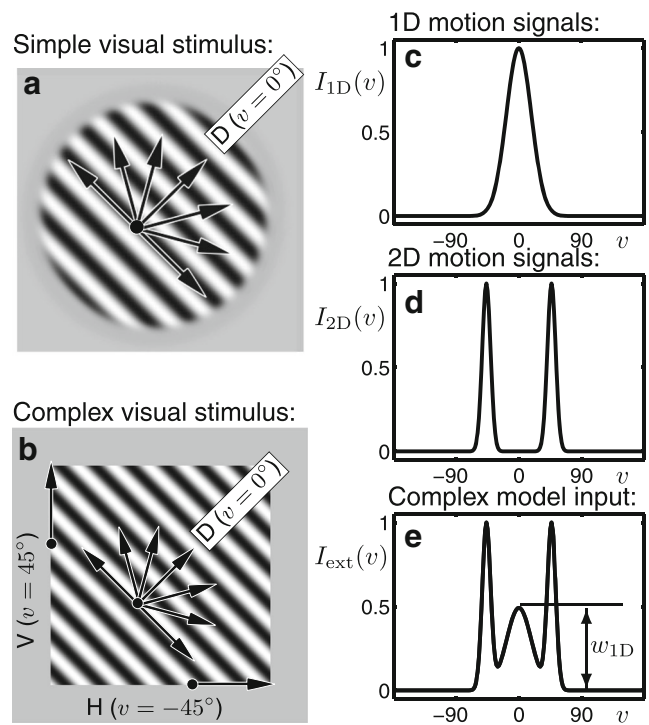 Simple visual stimulus:
a
D (v = 0°)
Complex visual stimulus:
b
D (v = 0°)
V (v = 45°)
H (v = −45°)
1D motion signals:
c
I1D(v)
1
0.5
0
−90 0 90 v
2D motion signals:
d
I2D(v)
1
0.5
0
−90 0 90 v
Complex model input:
e
Iext(v)
1
0.5
0
w1D
−90 0 90 v